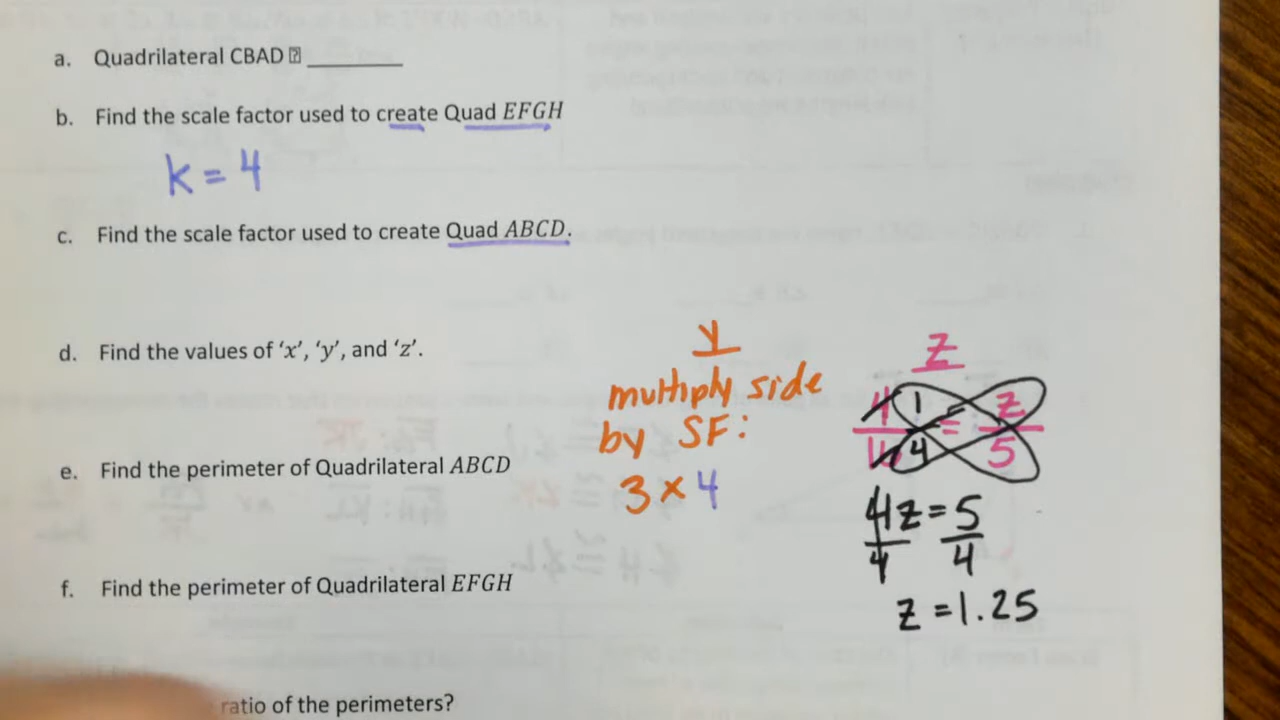 a. Quadrilateral CBAD ⍰ ________
b. Find the scale factor used to create Quad EFGH
k = 4
c. Find the scale factor used to create Quad ABCD.
d. Find the values of ‘x’, ‘y’, and ‘z’.
y
multiply side
by SF:
3 × 4
z
4 1 = z
16 4 5
4z = 5
4 4
z = 1.25
e. Find the perimeter of Quadrilateral ABCD
f. Find the perimeter of Quadrilateral EFGH
ratio of the perimeters?